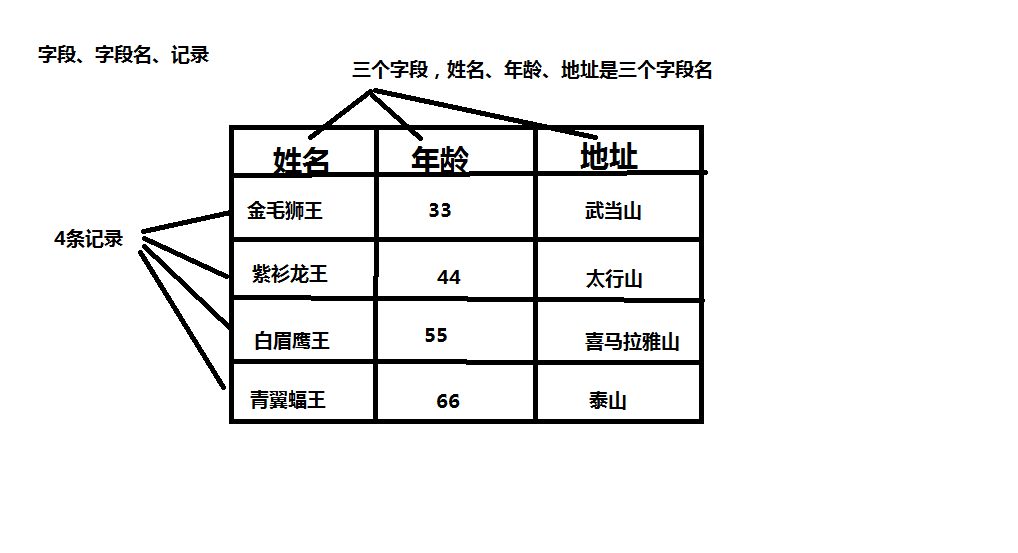 字段、字段名、记录
三个字段，姓名、年龄、地址是三个字段名
姓名 年龄 地址
金毛狮王 33 武当山
4条记录
紫衫龙王 44 太行山
白眉鹰王 55 喜马拉雅山
青翼蝠王 66 泰山